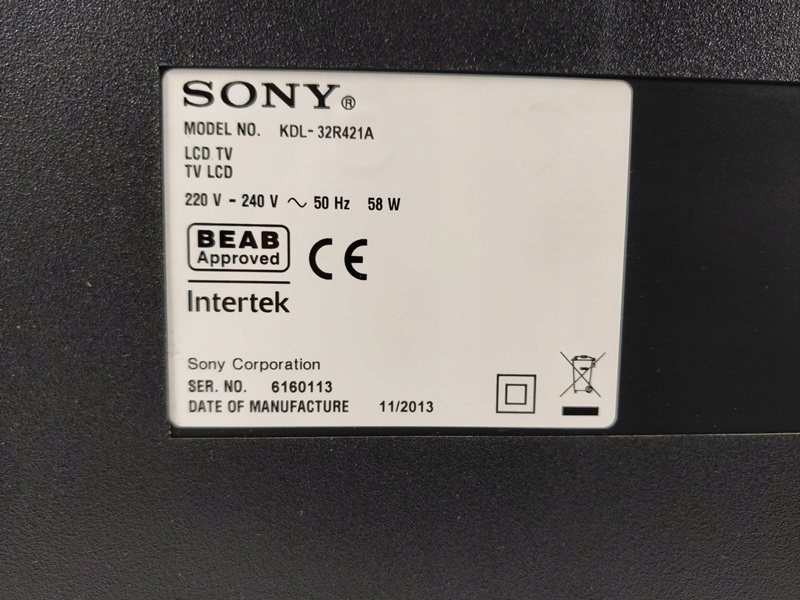 SONY®
MODEL NO. KDL-32R421A
LCD TV
TV LCD
220 V - 240 V ~ 50 Hz 58 W
BEAB
Approved
CE
Intertek
Sony Corporation
SER. NO. 6160113
DATE OF MANUFACTURE 11/2013